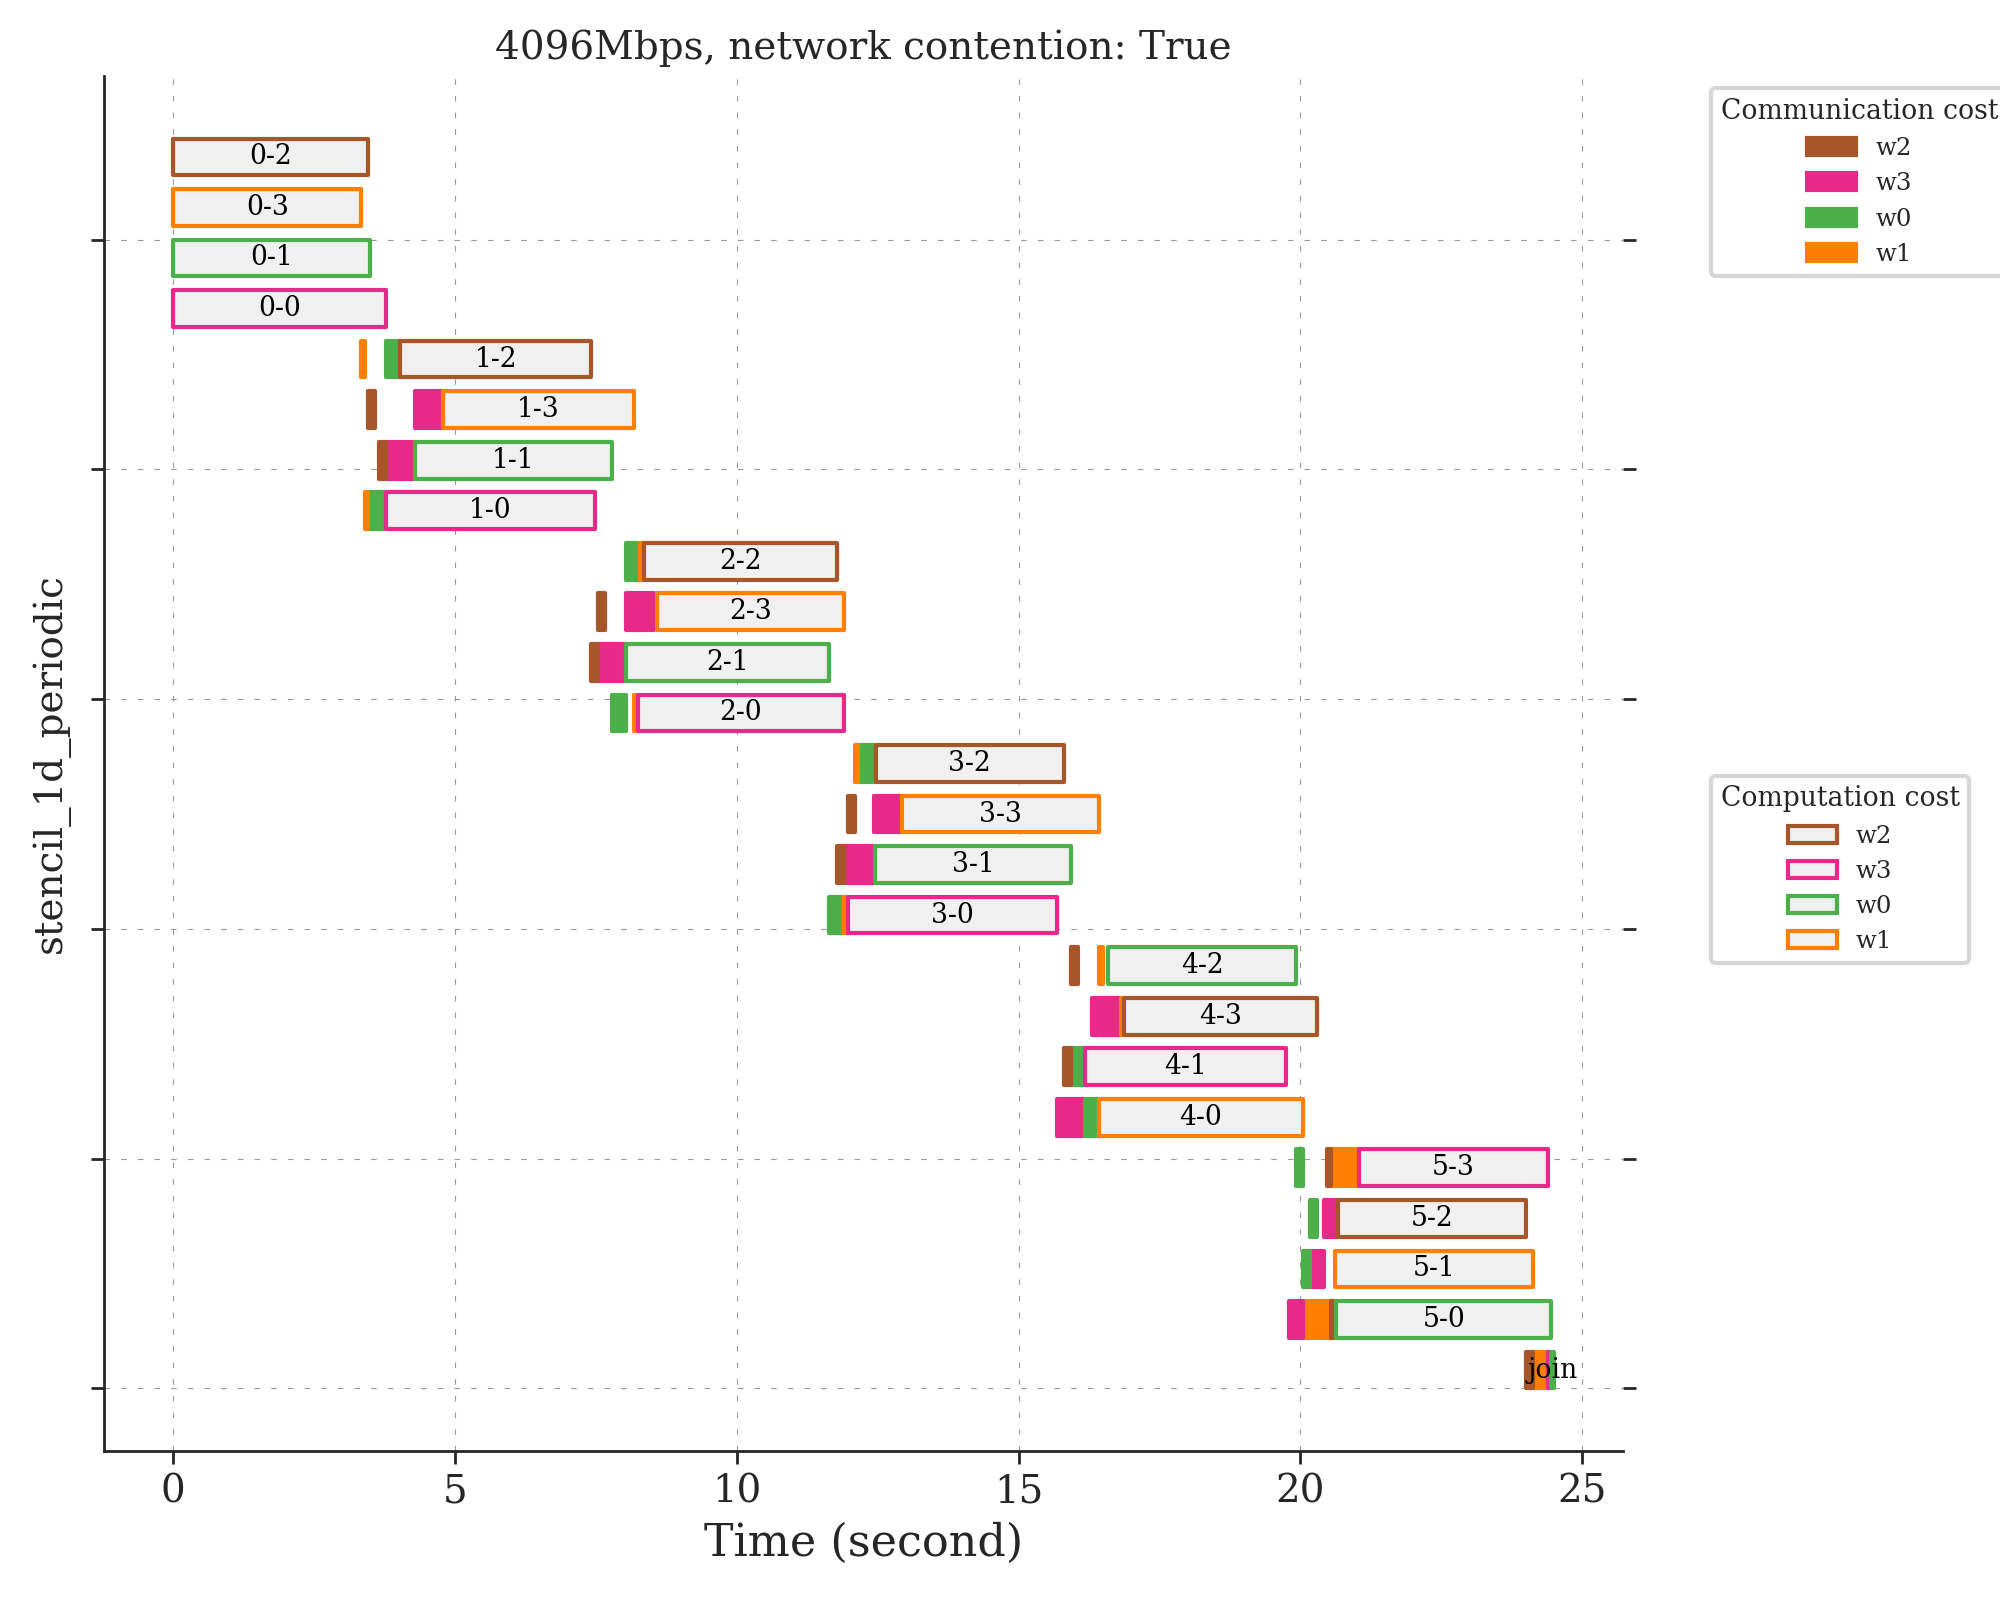 4096Mbps, network contention: True
Communication cost
w2
w3
w0
w1
0-2
0-3
0-1
0-0
1-2
1-3
1-1
1-0
2-2
2-3
2-1
2-0
3-2
3-3
3-1
3-0
4-2
4-3
4-1
4-0
5-3
5-2
5-1
5-0
join
stencil_1d_periodic
Computation cost
w2
w3
w0
w1
0
5
10
15
20
25
Time (second)